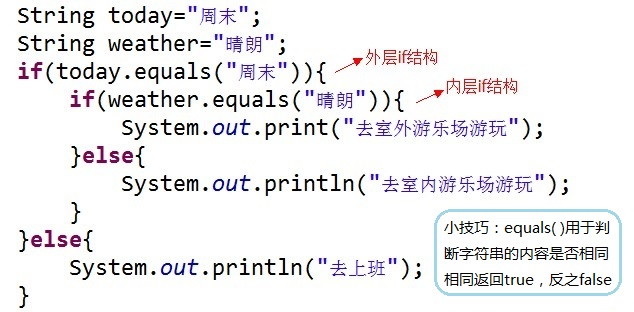 String today="周末";
String weather="晴朗";
if(today.equals("周末")){
外层if结构
if(weather.equals("晴朗")){
内层if结构
System.out.print("去室外游乐场游玩");
}else{
System.out.println("去室内游乐场游玩");
}
}else{
System.out.println("去上班");
}
小技巧：equals( )用于判
断字符串的内容是否相同
相同返回true，反之false